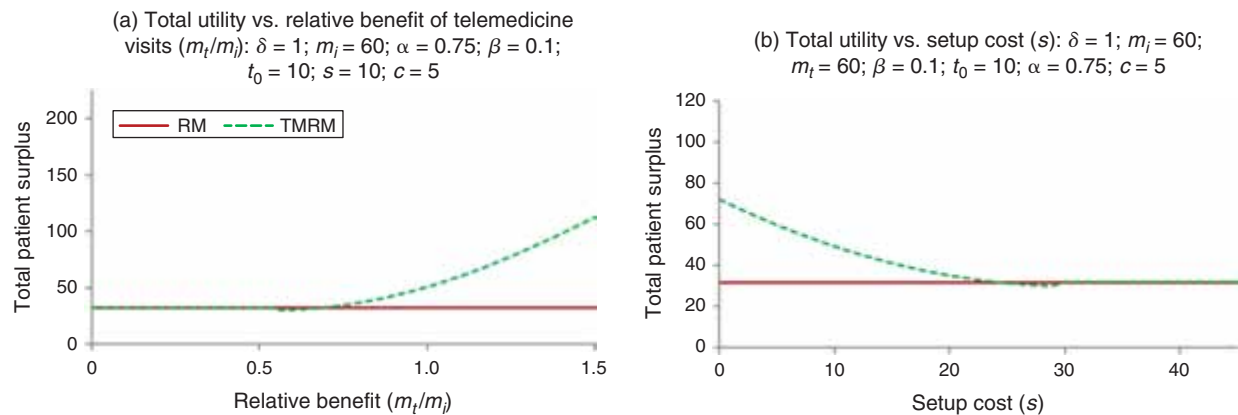 (a) Total utility vs. relative benefit of telemedicine
visits (mt/mi): δ = 1; mi = 60; α = 0.75; β = 0.1;
t0 = 10; s = 10; c = 5
Total patient surplus
200
150
100
50
0
RM
TMRM
0
0.5
1.0
1.5
Relative benefit (mt/mi)
(b) Total utility vs. setup cost (s): δ = 1; mi = 60;
mt = 60; β = 0.1; t0 = 10; α = 0.75; c = 5
Total patient surplus
120
100
80
60
40
20
0
0
10
20
30
40
Setup cost (s)